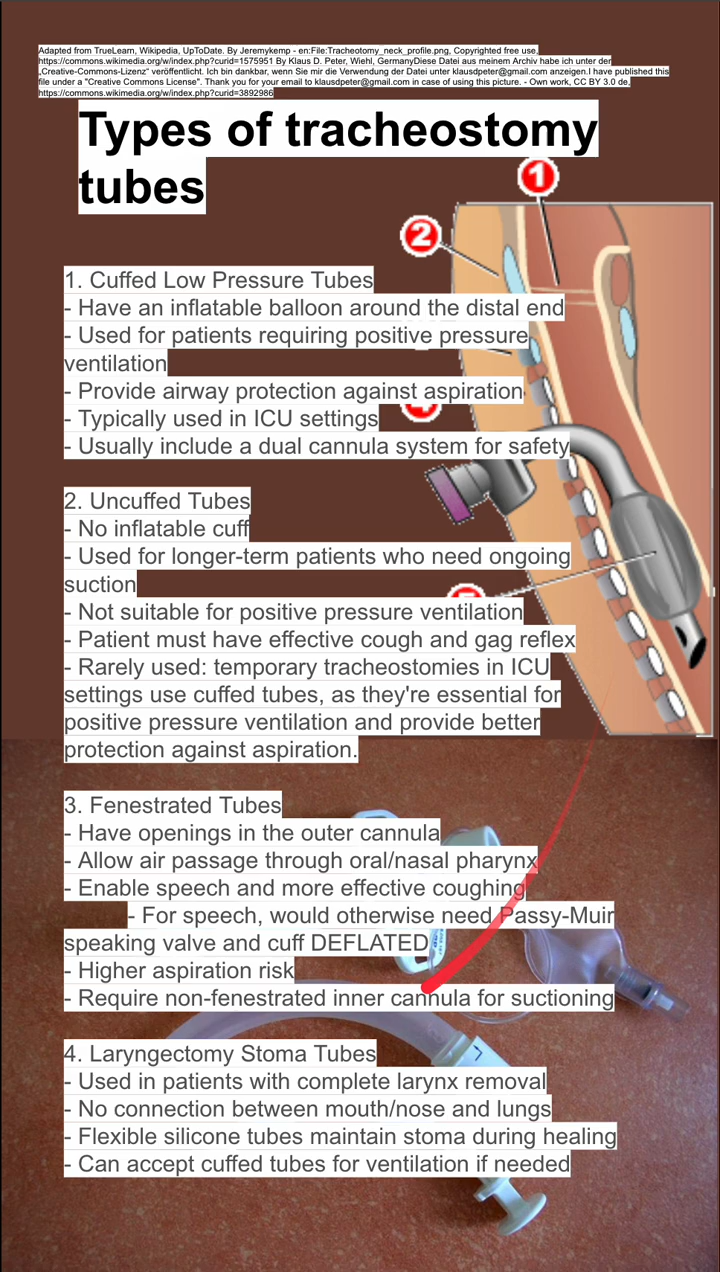 Adapted from TrueLearn, Wikipedia, UpToDate. By Jeremykemp - en:File:Tracheotomy_neck_profile.png, Copyrighted free use,
https://commons.wikimedia.org/w/index.php?curid=1575951 By Klaus D. Peter, Wiehl, GermanyDiese Datei aus meinem Archiv habe ich unter der
„Creative-Commons-Lizenz“ veröffentlicht. Ich bin dankbar, wenn Sie mir die Verwendung der Datei unter klausdpeter@gmail.com anzeigen.I have published this
file under a "Creative Commons License". Thank you for your email to klausdpeter@gmail.com in case of using this picture. - Own work, CC BY 3.0 de,
https://commons.wikimedia.org/w/index.php?curid=3892986
Types of tracheostomy
tubes
1
2
1. Cuffed Low Pressure Tubes
- Have an inflatable balloon around the distal end
- Used for patients requiring positive pressure
ventilation
- Provide airway protection against aspiration
- Typically used in ICU settings
- Usually include a dual cannula system for safety
2. Uncuffed Tubes
- No inflatable cuff
- Used for longer-term patients who need ongoing
suction
- Not suitable for positive pressure ventilation
- Patient must have effective cough and gag reflex
- Rarely used: temporary tracheostomies in ICU
settings use cuffed tubes, as they're essential for
positive pressure ventilation and provide better
protection against aspiration.
3. Fenestrated Tubes
- Have openings in the outer cannula
- Allow air passage through oral/nasal pharynx
- Enable speech and more effective coughing
- For speech, would otherwise need Passy-Muir
speaking valve and cuff DEFLATED
- Higher aspiration risk
- Require non-fenestrated inner cannula for suctioning
4. Laryngectomy Stoma Tubes
- Used in patients with complete larynx removal
- No connection between mouth/nose and lungs
- Flexible silicone tubes maintain stoma during healing
- Can accept cuffed tubes for ventilation if needed